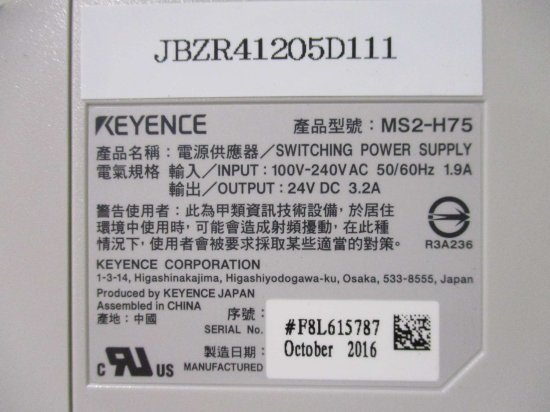 JBZR41205D111
KEYENCE 產品型號：MS2-H75
產品名稱：電源供應器／SWITCHING POWER SUPPLY
電氣規格 輸入／INPUT: 100V-240V AC 50/60Hz 1.9A
輸出／OUTPUT: 24V DC 3.2A
警告使用者：此為甲類資訊技術設備，於居住
環境中使用時，可能會造成射頻擾動，在此種
情況下，使用者會被要求採取某些適當的對策。
R3A236
KEYENCE CORPORATION
1-3-14, Higashinakajima, Higashiyodogawa-ku, Osaka, 533-8555, Japan
Produced by KEYENCE JAPAN
Assembled in CHINA
產地：中國
序號：
SERIAL No.
#F8L615787
製造日期：
MANUFACTURED
October 2016
C UL US